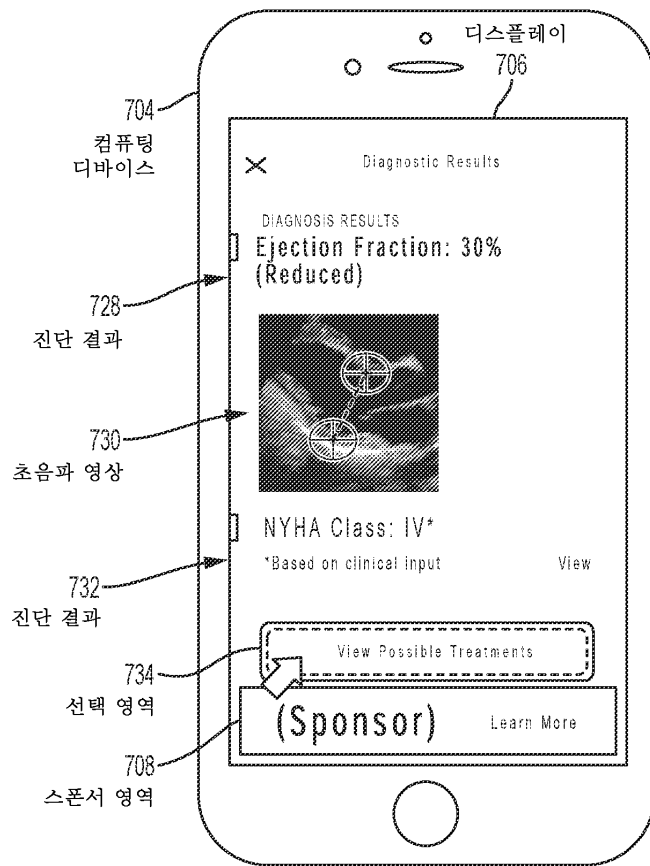 디스플레이
706
704
컴퓨팅
디바이스
Diagnostic Results
DIAGNOSIS RESULTS
Ejection Fraction: 30%
(Reduced)
728
진단 결과
730
초음파 영상
NYHA Class: IV*
*Based on clinical input View
732
진단 결과
View Possible Treatments
734
선택 영역
(Sponsor) Learn More
708
스폰서 영역